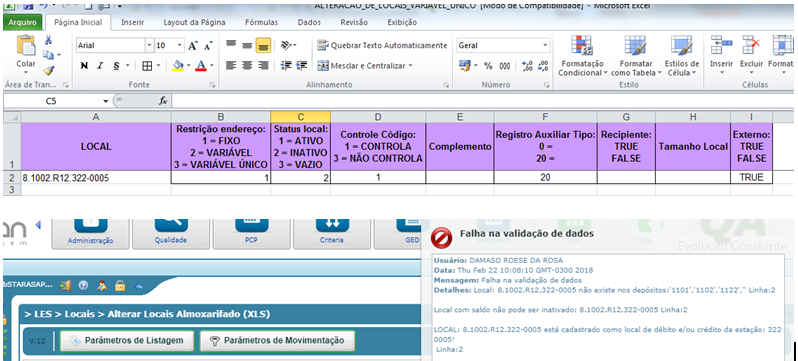 ALTERAÇÃO_DE_LOCAIS_VARIAVEL_UNICO [Modo de Compatibilidade] - Microsoft Excel
Arquivo Página Inicial Inserir Layout da Página Fórmulas Dados Revisão Exibição
Arial 10 A A Quebrar Texto Automaticamente Geral
Colar N I S A Mesclar e Centralizar % 000 Formatação Condicional Formatar como Tabela Estilos de Célula Inserir Excluir Format
Área de Tran... Fonte Alinhamento Número Estilo Células
C5 fx
A B C D E F G H I
1 LOCAL
Restrição endereço:
1 = FIXO
2 = VARIÁVEL
3 = VARIÁVEL ÚNICO
Status local:
1 = ATIVO
2 = INATIVO
3 = VAZIO
Controle Código:
1 = CONTROLA
3 = NÃO CONTROLA
Complemento
Registro Auxiliar Tipo:
0 =
20 =
Recipiente:
TRUE
FALSE
Tamanho Local
Externo:
TRUE
FALSE
2 8.1002.R12.322-0005 1 2 1 20 TRUE
3
Administração Qualidade PCP Criteria GED
QA
Evolução Constante
Falha na validação de dados
Usuário: DAMASO ROESE DA ROSA
Data: Thu Feb 22 10:08:10 GMT-0300 2018
Mensagem: Falha na validação de dados
Detalhes: Local: 8.1002.R12.322-0005 não existe nos depósitos:'1101','1102','1122'." Linha:2
Local com saldo não pode ser inativado: 8.1002.R12.322-0005 Linha:2
LOCAL: 8.1002.R12.322-0005 está cadastrado como local de débito e/ou crédito da estação: 322-
0005!
Linha:2
bSTARASAP...
> LES > Locais > Alterar Locais Almoxarifado (XLS)
V.12 Parâmetros de Listagem Parâmetros de Movimentação